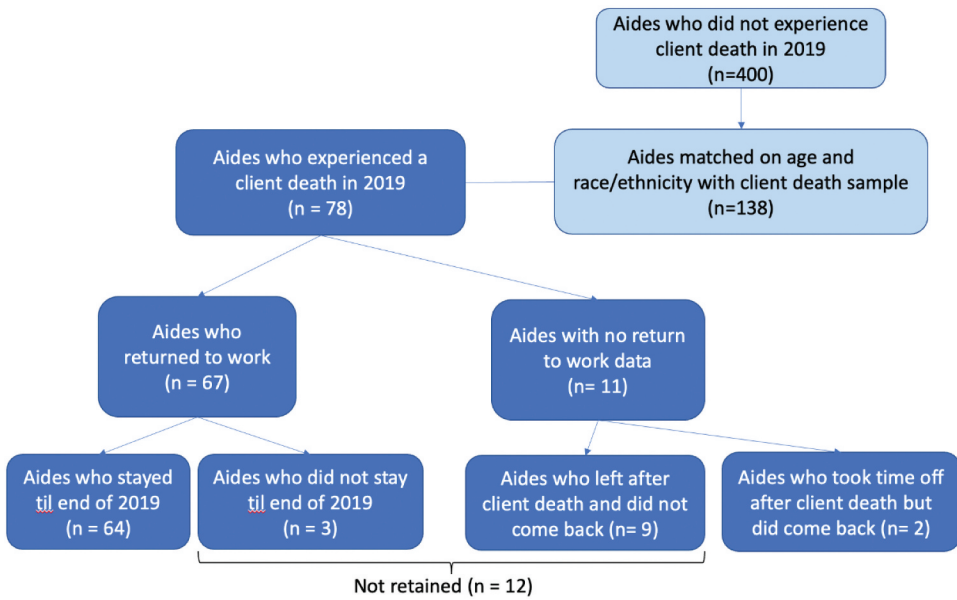 Aides who did not experience
client death in 2019
(n=400)
Aides who experienced a
client death in 2019
(n = 78)
Aides matched on age and
race/ethnicity with client death sample
(n=138)
Aides who
returned to work
(n = 67)
Aides with no return
to work data
(n= 11)
Aides who stayed
til end of 2019
(n = 64)
Aides who did not stay
til end of 2019
(n = 3)
Aides who left after
client death and did not
come back (n= 9)
Aides who took time off
after client death but
did come back (n= 2)
Not retained (n = 12)